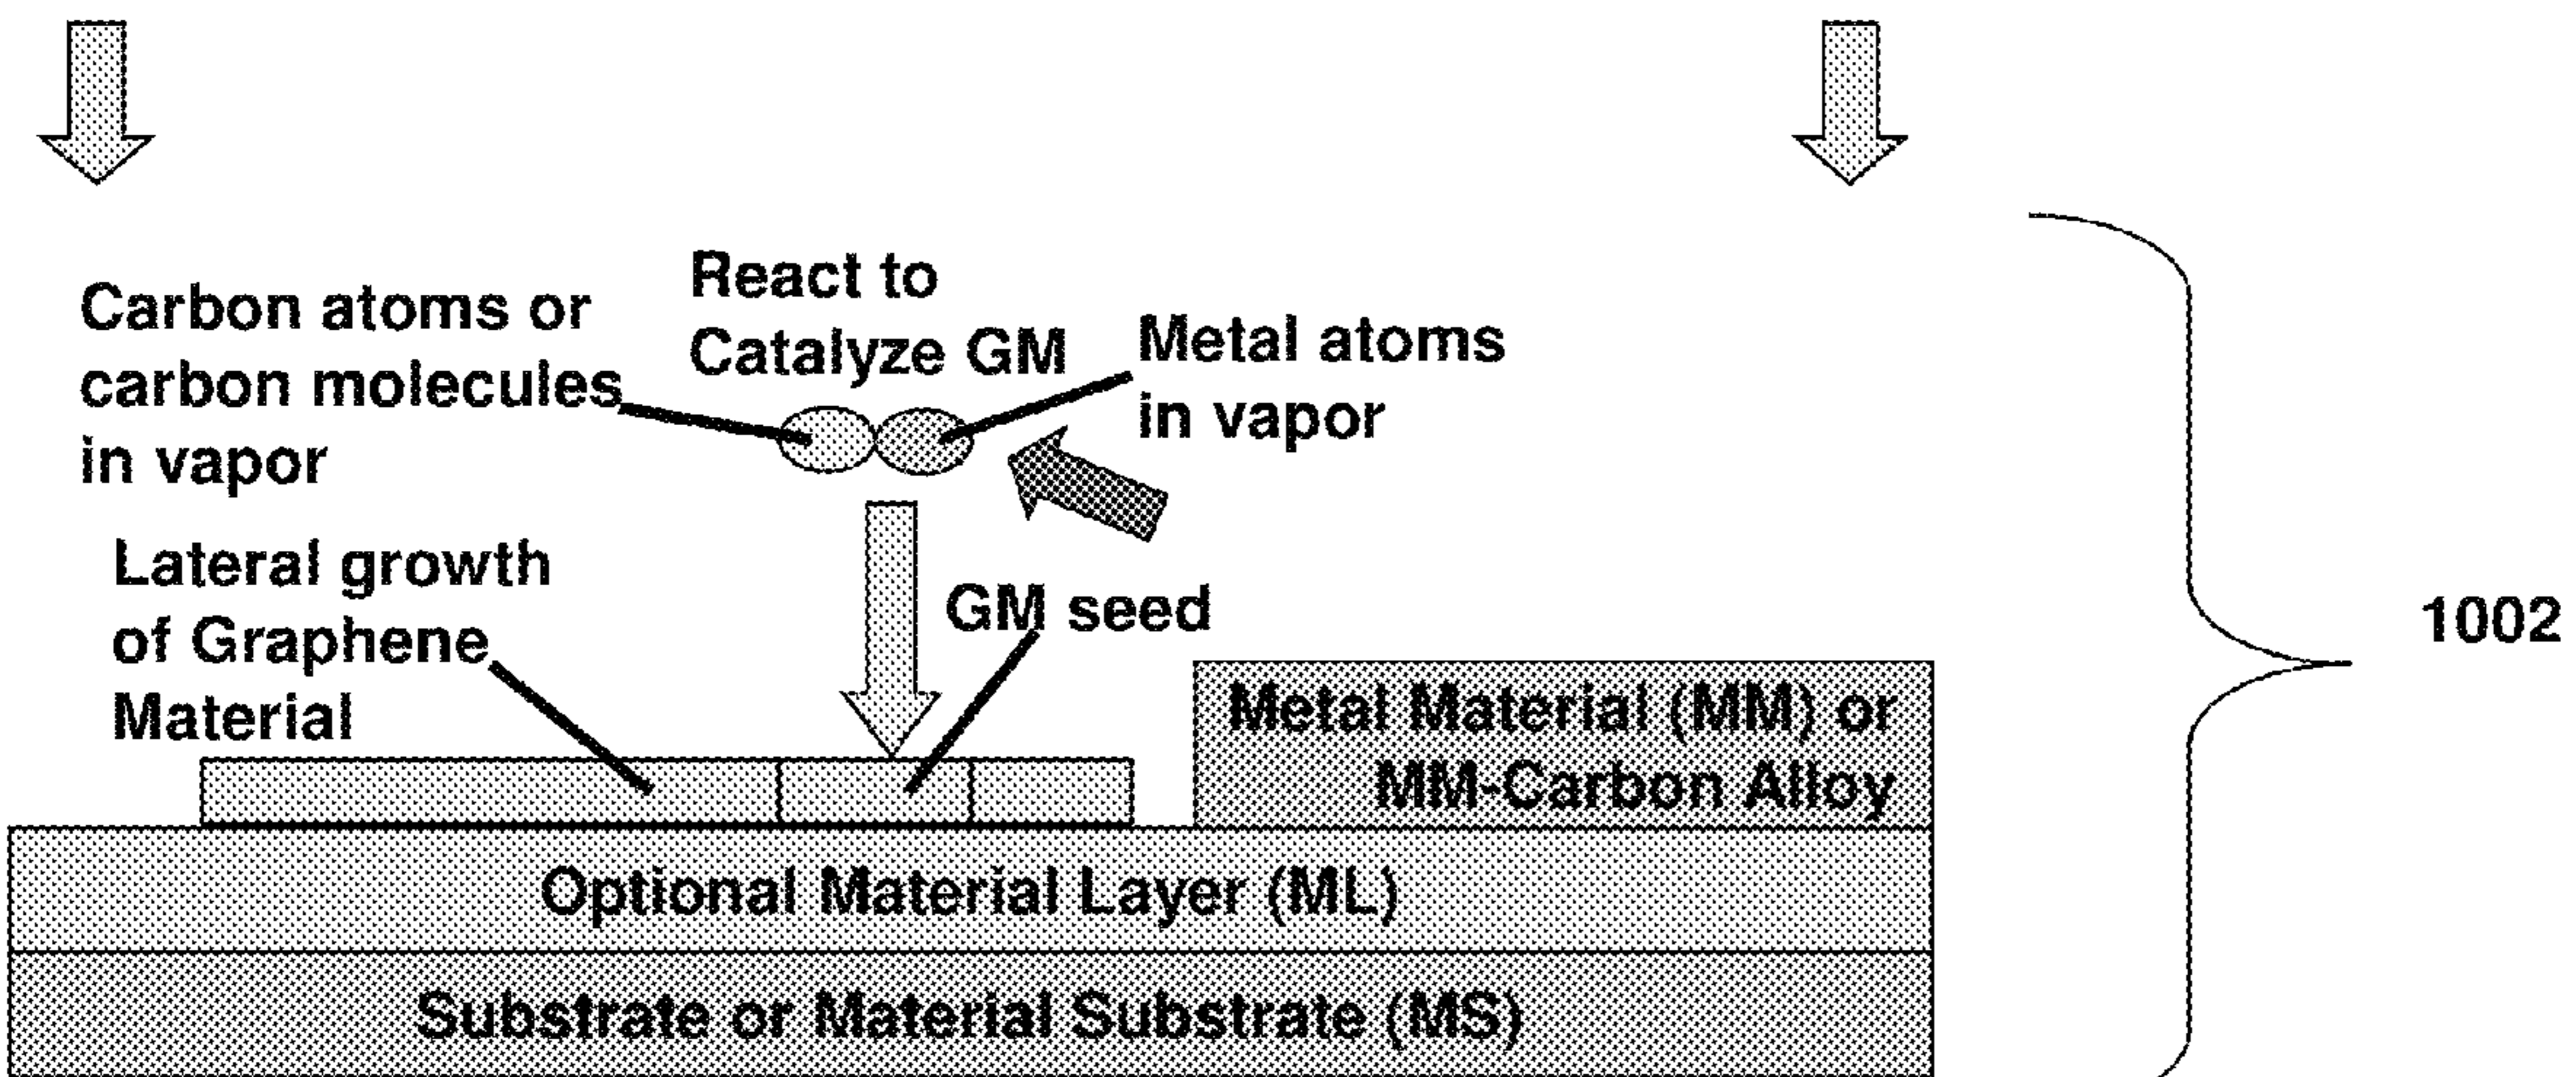 React to
Catalyze GM
Carbon atoms or
carbon molecules
in vapor
Metal atoms
in vapor
Lateral growth
of Graphene
Material
GM seed
1002
Metal Material (MM) or
MM-Carbon Alloy
Optional Material Layer (ML)
Substrate or Material Substrate (MS)